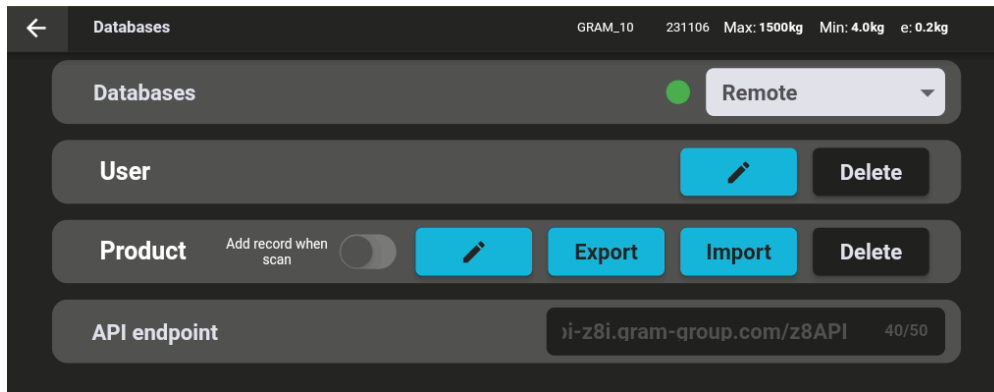 Databases GRAM_10 231106 Max: 1500kg Min: 4.0kg e: 0.2kg
Databases Remote
User Delete
Product Add record when
scan Export Import Delete
API endpoint i-z8i.gram-group.com/z8API 40/50